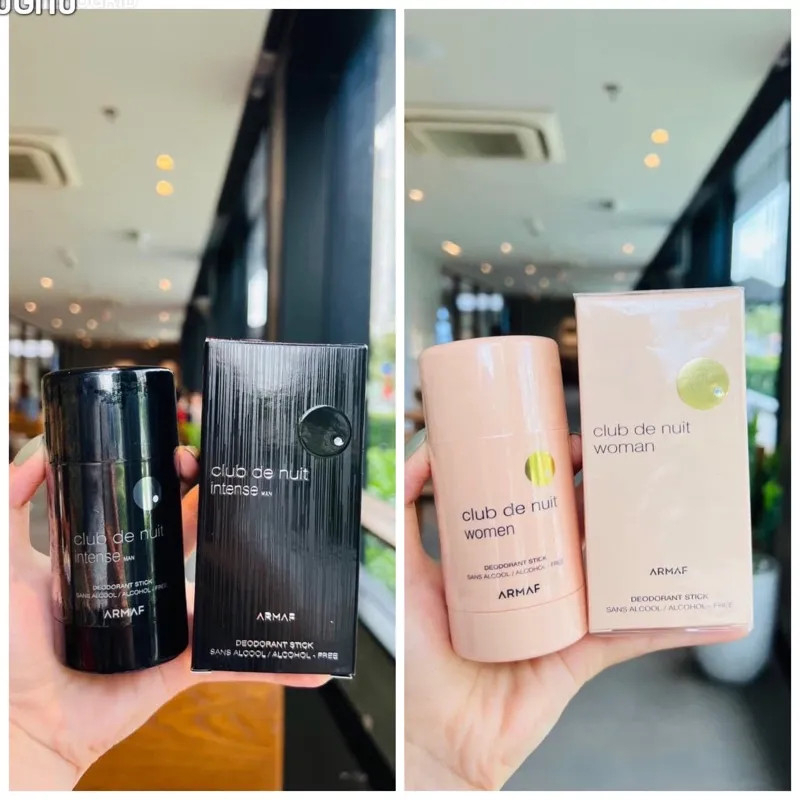 club de nuit
intense MAN
DEODORANT STICK
SANS ALCOOL / ALCOHOL - FREE
ARMAF
club de nuit
intense MAN
ARMAF
DEODORANT STICK
SANS ALCOOL / ALCOHOL - FREE
club de nuit
women
DEODORANT STICK
SANS ALCOOL / ALCOHOL - FREE
ARMAF
club de nuit
woman
ARMAF
DEODORANT STICK
SANS ALCOOL / ALCOHOL - FREE